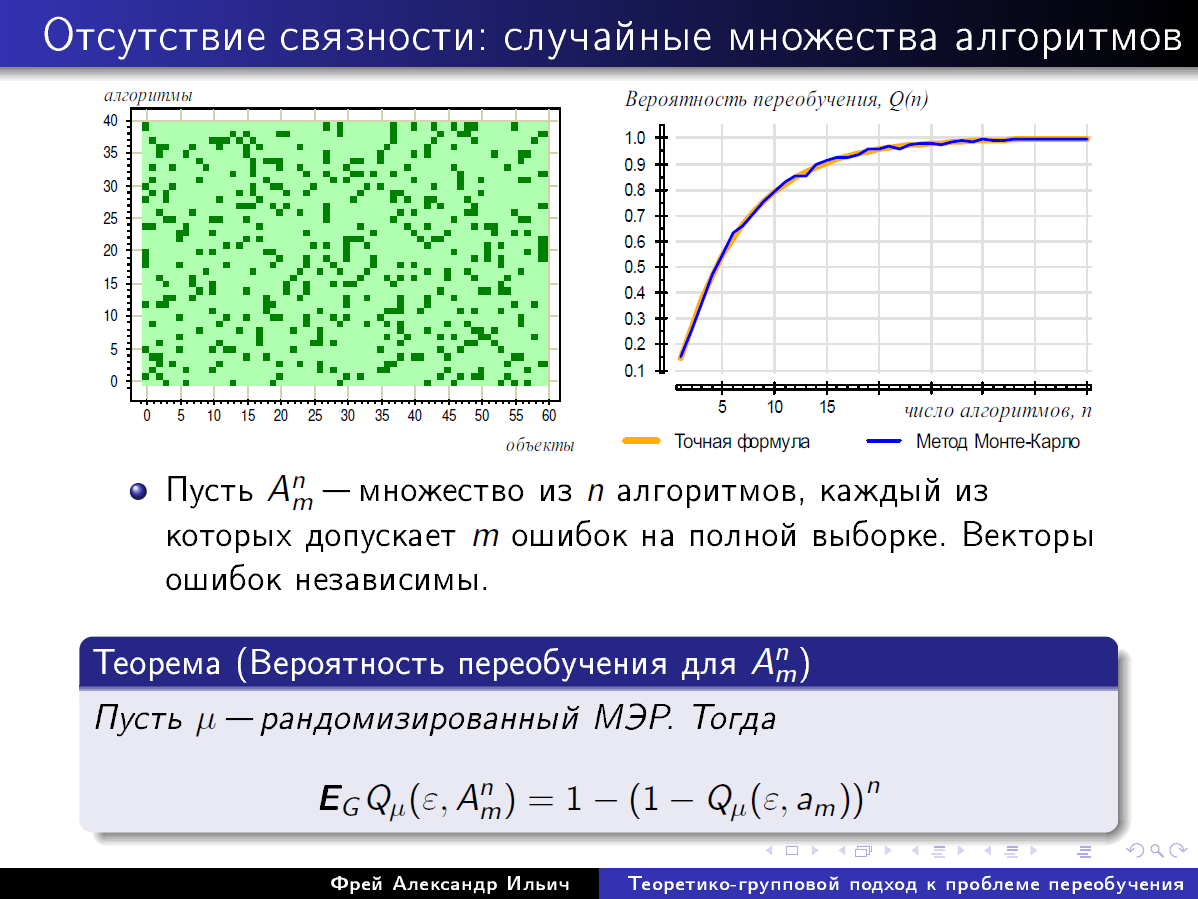 Отсутствие связности: случайные множества алгоритмов
алгоритмы
40
35
30
25
20
15
10
5
0
0 5 10 15 20 25 30 35 40 45 50 55 60
объекты
Вероятность переобучения, Q(n)
1.0
0.9
0.8
0.7
0.6
0.5
0.4
0.3
0.2
0.1
5 10 15
число алгоритмов, n
Точная формула
Метод Монте-Карло
Пусть Aⁿₘ — множество из n алгоритмов, каждый из
которых допускает m ошибок на полной выборке. Векторы
ошибок независимы.
Теорема (Вероятность переобучения для Aⁿₘ)
Пусть μ — рандомизированный МЭР. Тогда
E_G Q_μ(ε, Aⁿₘ) = 1 − (1 − Q_μ(ε, aₘ))ⁿ
Фрей Александр Ильич
Теоретико-групповой подход к проблеме переобучения